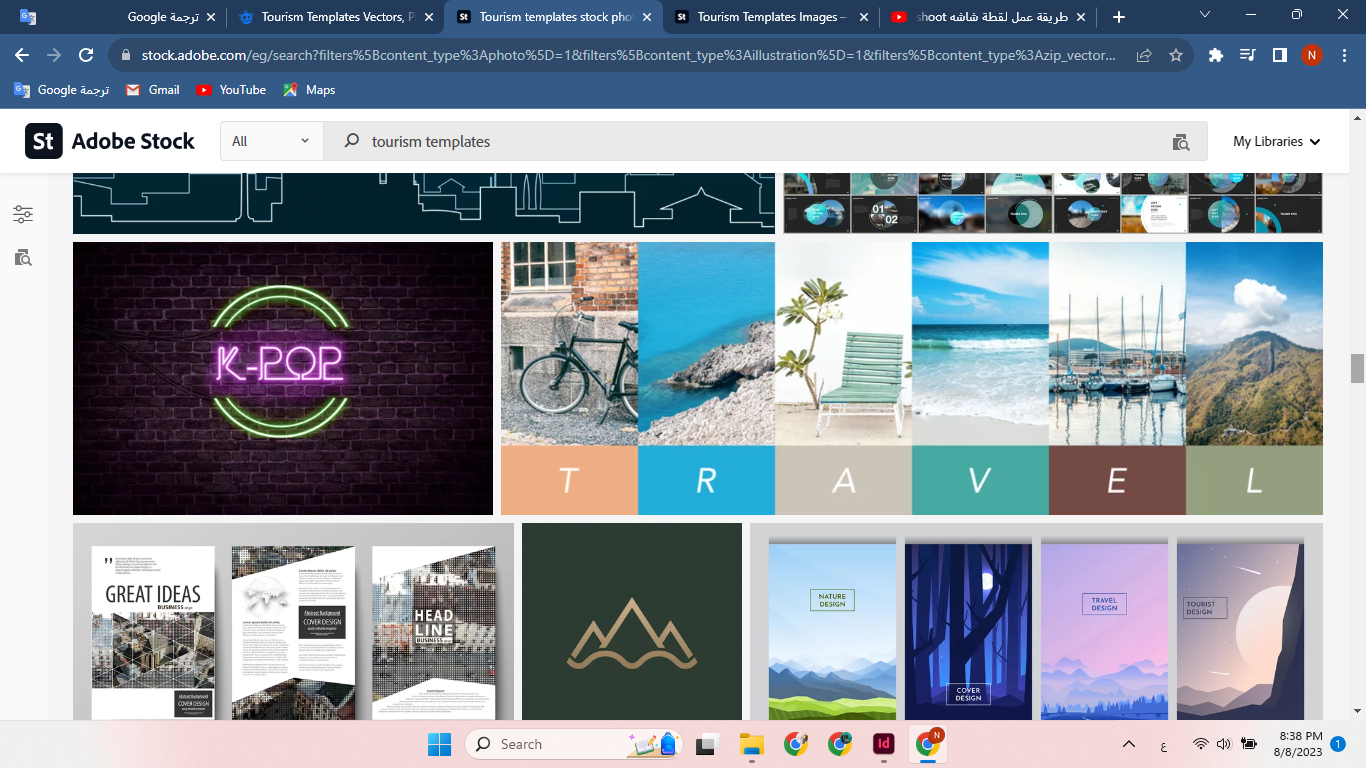 ترجمة Google
Tourism Templates Vectors, P
Tourism templates stock phot
Tourism Templates Images –
طريقة عمل لقطة شاشه shoot
stock.adobe.com/eg/search?filters%5Bcontent_type%3Aphoto%5D=1&filters%5Bcontent_type%3Aillustration%5D=1&filters%5Bcontent_type%3Azip_vector...
N
ترجمة Google
Gmail
YouTube
Maps
St Adobe Stock
All
tourism templates
My Libraries
01
02
K-POP
T R A V E L
GREAT IDEAS
BUSINESS
Abstract Background
COVER DESIGN
Abstract Background
COVER DESIGN
HEAD
LINE
BUSINESS
NATURE
DESIGN
COVER
DESIGN
TRAVEL
DESIGN
TOURIST
DESIGN
Search
Id
N
ع
8:38 PM
8/8/2023
1